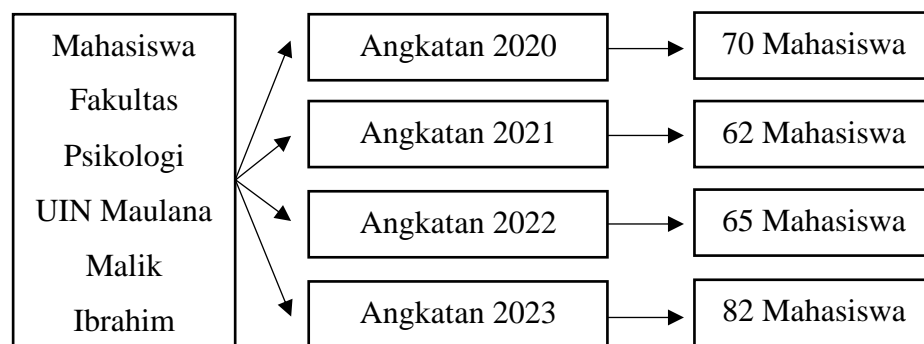 Mahasiswa
Fakultas
Psikologi
UIN Maulana
Malik
Ibrahim
Angkatan 2020
70 Mahasiswa
Angkatan 2021
62 Mahasiswa
Angkatan 2022
65 Mahasiswa
Angkatan 2023
82 Mahasiswa